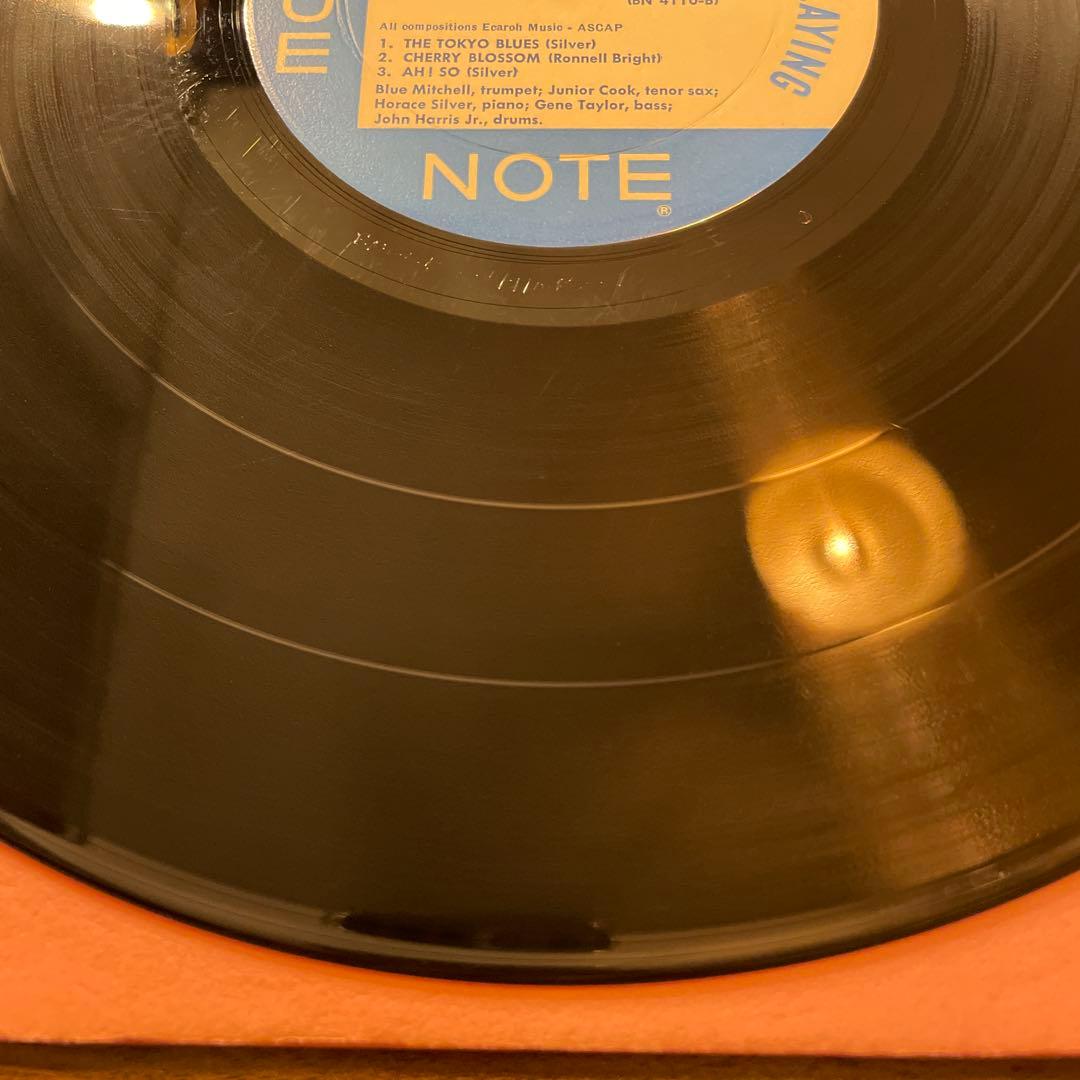 (BN 4110-B)
All compositions Ecaroh Music - ASCAP
1. THE TOKYO BLUES (Silver)
2. CHERRY BLOSSOM (Ronnell Bright)
3. AH! SO (Silver)
Blue Mitchell, trumpet; Junior Cook, tenor sax;
Horace Silver, piano; Gene Taylor, bass;
John Harris Jr., drums.
NOTE
®